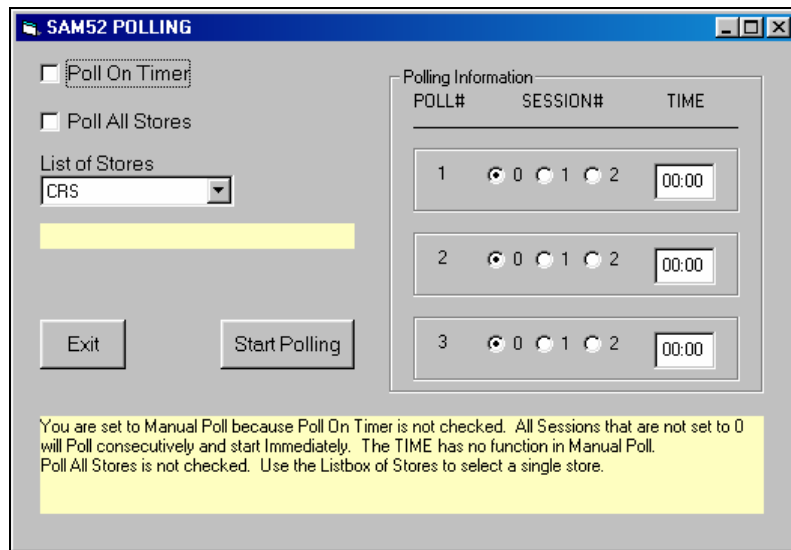 SAM52 POLLING
Poll On Timer
Poll All Stores
List of Stores
CRS
Exit
Start Polling
Polling Information
POLL# SESSION# TIME
1 0 1 2 00:00
2 0 1 2 00:00
3 0 1 2 00:00
You are set to Manual Poll because Poll On Timer is not checked. All Sessions that are not set to 0
will Poll consecutively and start Immediately. The TIME has no function in Manual Poll.
Poll All Stores is not checked. Use the Listbox of Stores to select a single store.